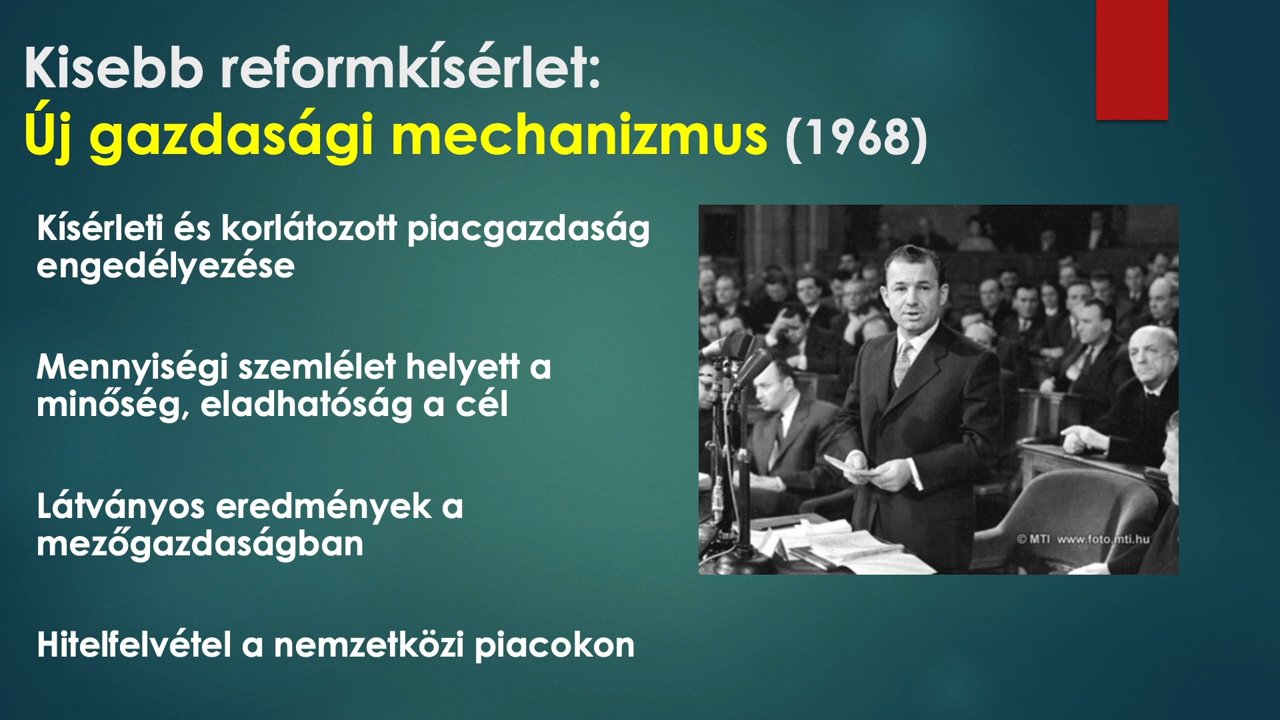 Kisebb reformkísérlet:
Új gazdasági mechanizmus (1968)
Kísérleti és korlátozott piacgazdaság
engedélyezése
Mennyiségi szemlélet helyett a
minőség, eladhatóság a cél
Látványos eredmények a
mezőgazdaságban
Hitelfelvétel a nemzetközi piacokon
© MTI www.foto.mti.hu